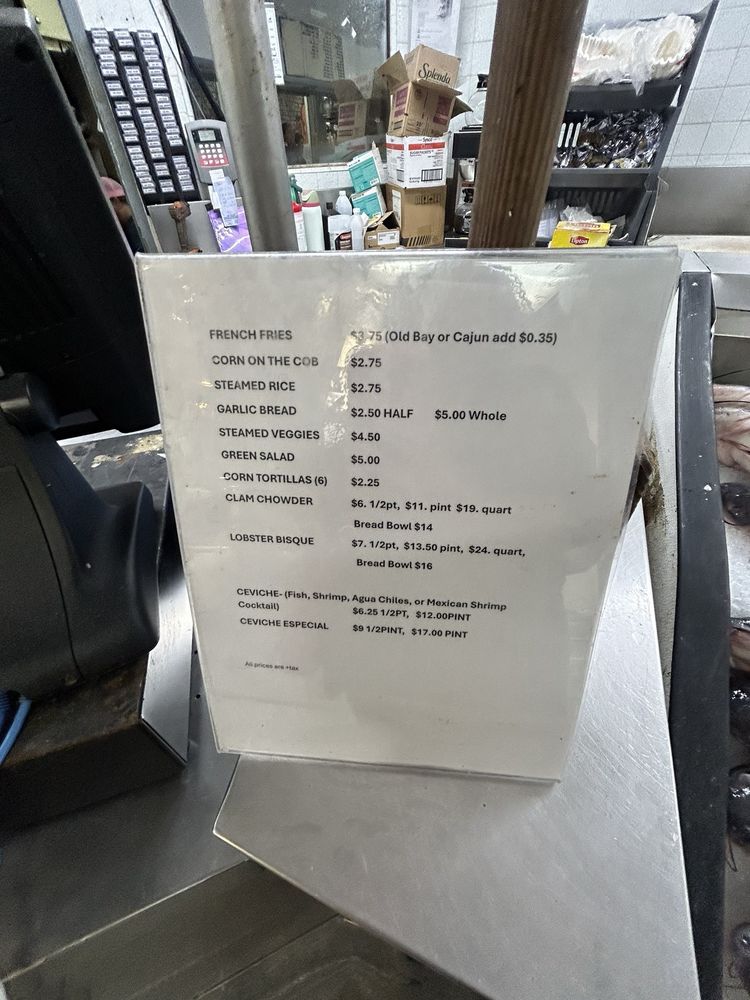 Splenda
Lipton
FRENCH FRIES $3.75 (Old Bay or Cajun add $0.35)
CORN ON THE COB $2.75
STEAMED RICE $2.75
GARLIC BREAD $2.50 HALF $5.00 Whole
STEAMED VEGGIES $4.50
GREEN SALAD $5.00
CORN TORTILLAS (6) $2.25
CLAM CHOWDER $6. 1/2pt, $11. pint $19. quart
Bread Bowl $14
LOBSTER BISQUE $7. 1/2pt, $13.50 pint, $24. quart,
Bread Bowl $16
CEVICHE- (Fish, Shrimp, Agua Chiles, or Mexican Shrimp
Cocktail) $6.25 1/2PT, $12.00PINT
CEVICHE ESPECIAL $9 1/2PINT, $17.00 PINT
All prices are +tax